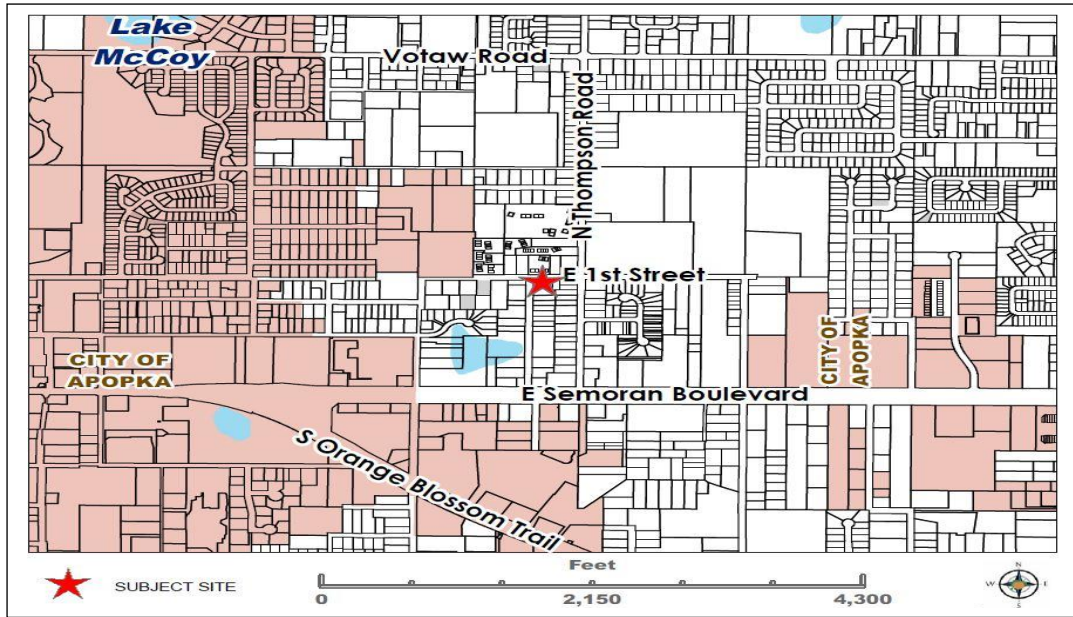 Lake
McCoy
Votaw Road
N Thompson Road
E 1st Street
CITY OF
APOPKA
CITY OF
APOPKA
E Semoran Boulevard
S Orange Blossom Trail
SUBJECT SITE
Feet
0
2,150
4,300
N
W
E
S